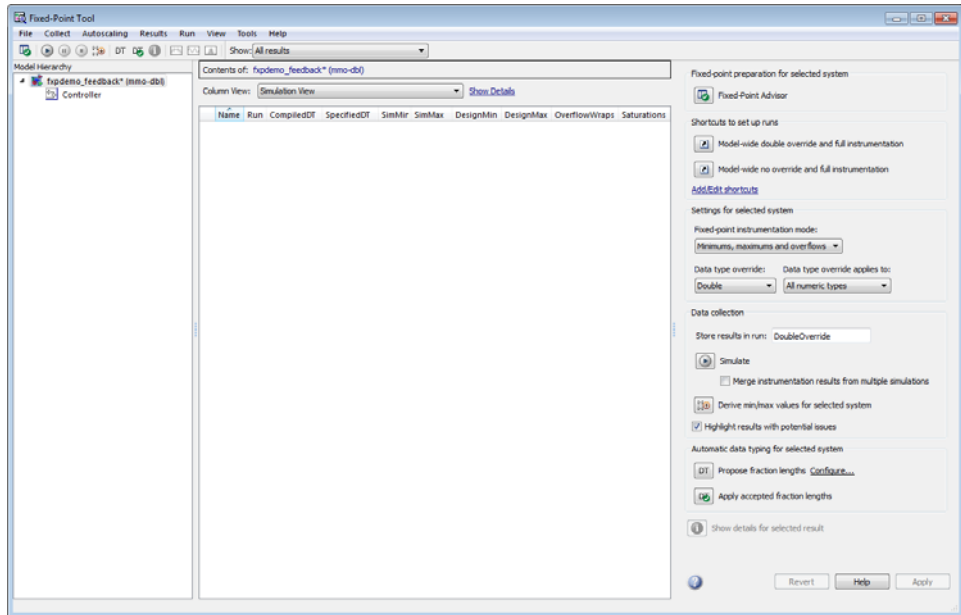 Fixed-Point Tool
File Collect Autoscaling Results Run View Tools Help
DT Show: All results
Model Hierarchy
fxpdemo_feedback* (mmo-dbl)
Controller
Contents of: fxpdemo_feedback* (mmo-dbl)
Column View: Simulation View Show Details
Name Run CompiledDT SpecifiedDT SimMin SimMax DesignMin DesignMax OverflowWraps Saturations
Fixed-point preparation for selected system
Fixed-Point Advisor
Shortcuts to set up runs
Model-wide double override and full instrumentation
Model-wide no override and full instrumentation
Add/Edit shortcuts
Settings for selected system
Fixed-point instrumentation mode:
Minimums, maximums and overflows
Data type override: Data type override applies to:
Double All numeric types
Data collection
Store results in run: DoubleOverride
Simulate
Merge instrumentation results from multiple simulations
Derive min/max values for selected system
Highlight results with potential issues
Automatic data typing for selected system
DT Propose fraction lengths Configure...
Apply accepted fraction lengths
Show details for selected result
Revert Help Apply